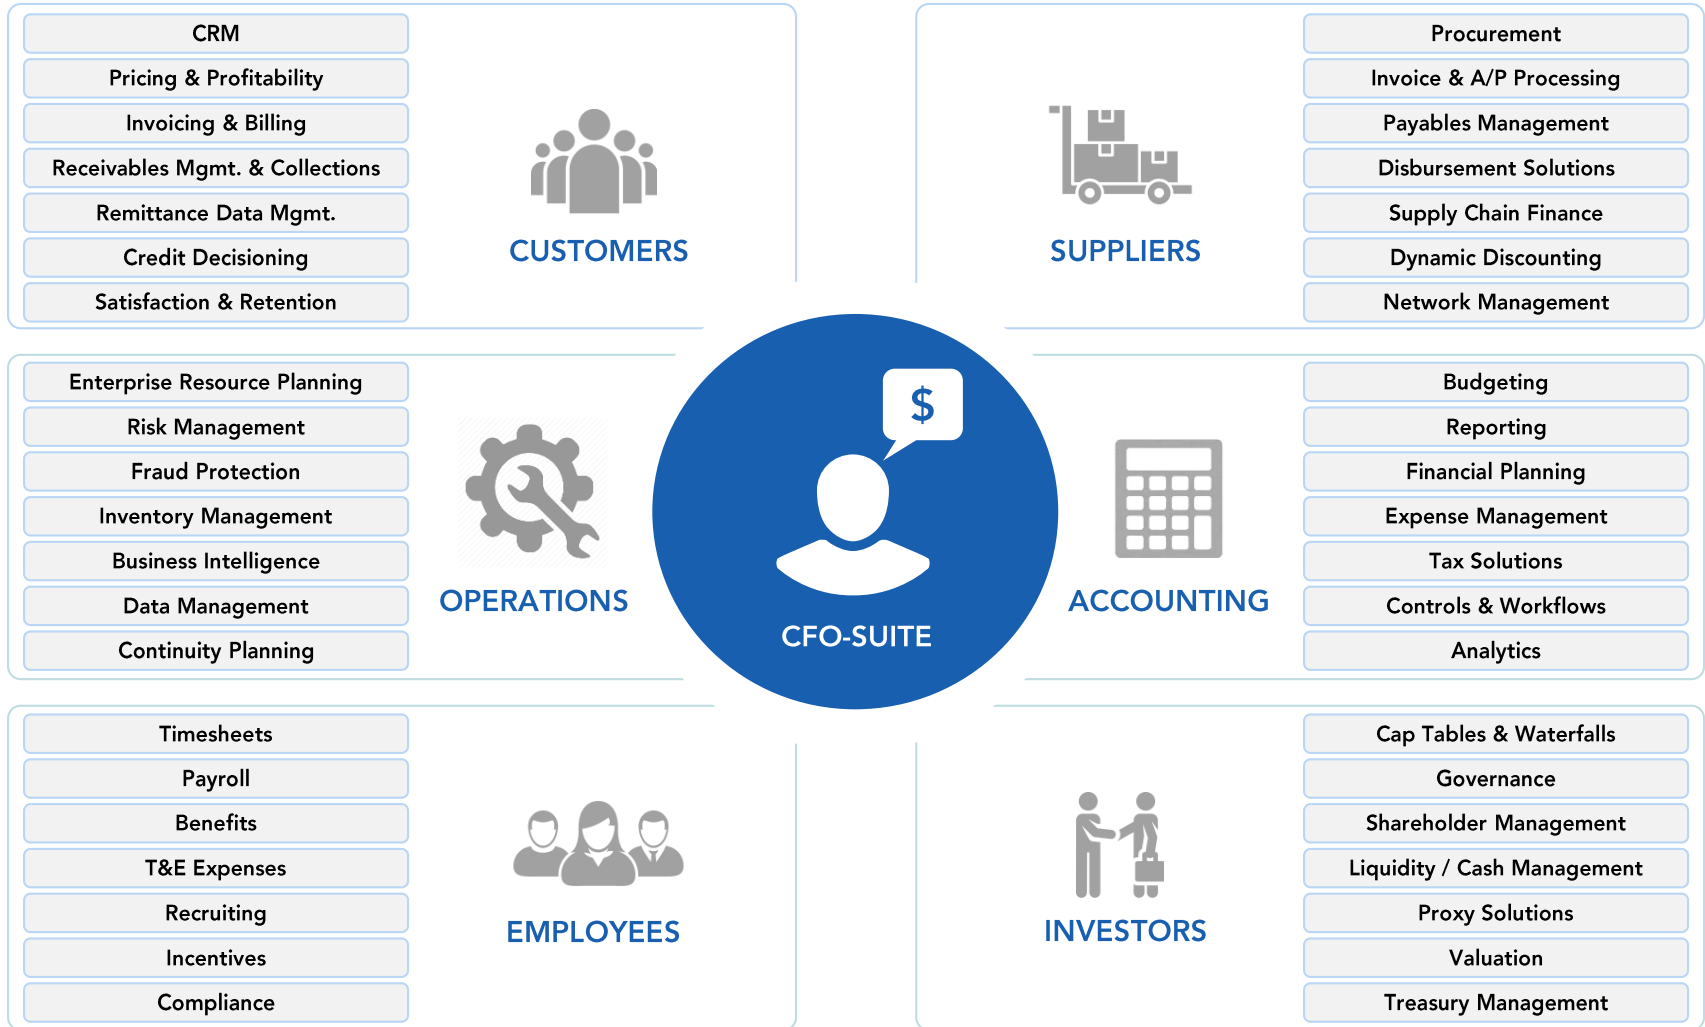 CRM
Pricing & Profitability
Invoicing & Billing
Receivables Mgmt. & Collections
Remittance Data Mgmt.
Credit Decisioning
Satisfaction & Retention
CUSTOMERS
Procurement
Invoice & A/P Processing
Payables Management
Disbursement Solutions
Supply Chain Finance
Dynamic Discounting
Network Management
SUPPLIERS
Enterprise Resource Planning
Risk Management
Fraud Protection
Inventory Management
Business Intelligence
Data Management
Continuity Planning
OPERATIONS
$
CFO-SUITE
Budgeting
Reporting
Financial Planning
Expense Management
Tax Solutions
Controls & Workflows
Analytics
ACCOUNTING
Timesheets
Payroll
Benefits
T&E Expenses
Recruiting
Incentives
Compliance
EMPLOYEES
Cap Tables & Waterfalls
Governance
Shareholder Management
Liquidity / Cash Management
Proxy Solutions
Valuation
Treasury Management
INVESTORS